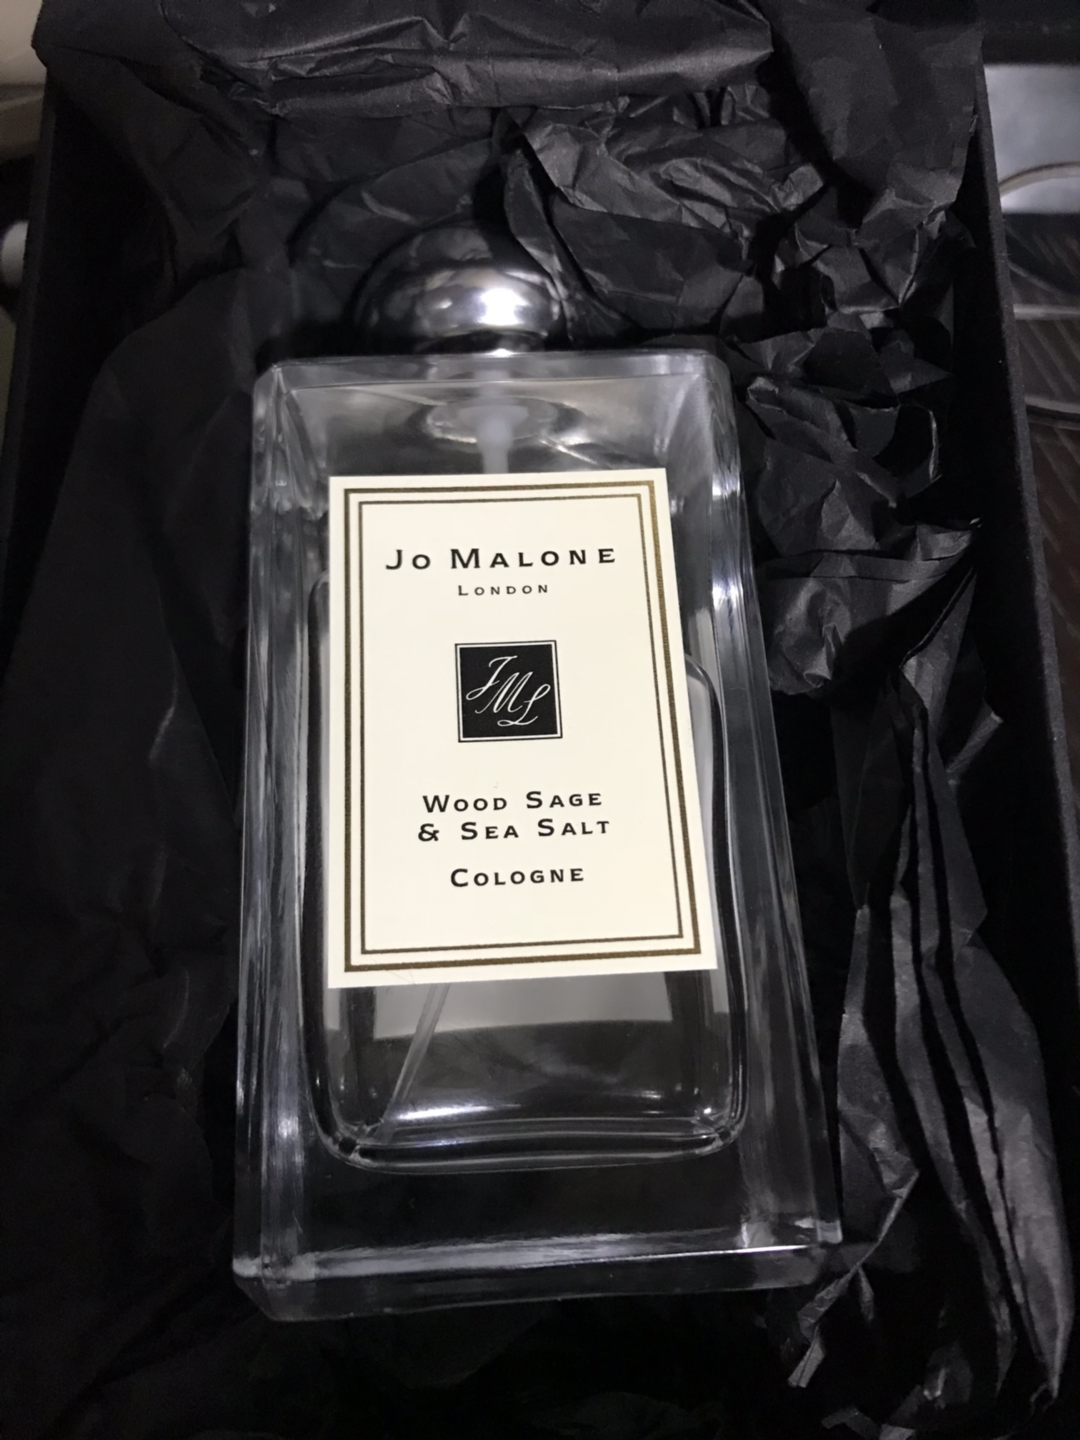 Jo Malone
London
JML
Wood Sage
& Sea Salt
Cologne